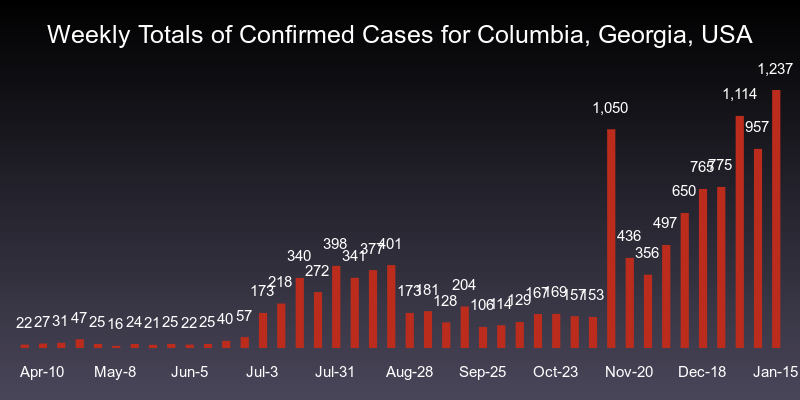 Weekly Totals of Confirmed Cases for Columbia, Georgia, USA
22 27 31 47 25 16 24 21 25 22 25 40 57 173 218 340 272 398 341 377 401 173 181 128 204 106 114 129 167 169 157 153 1,050 436 356 497 650 765 775 1,114 957 1,237
Apr-10 May-8 Jun-5 Jul-3 Jul-31 Aug-28 Sep-25 Oct-23 Nov-20 Dec-18 Jan-15